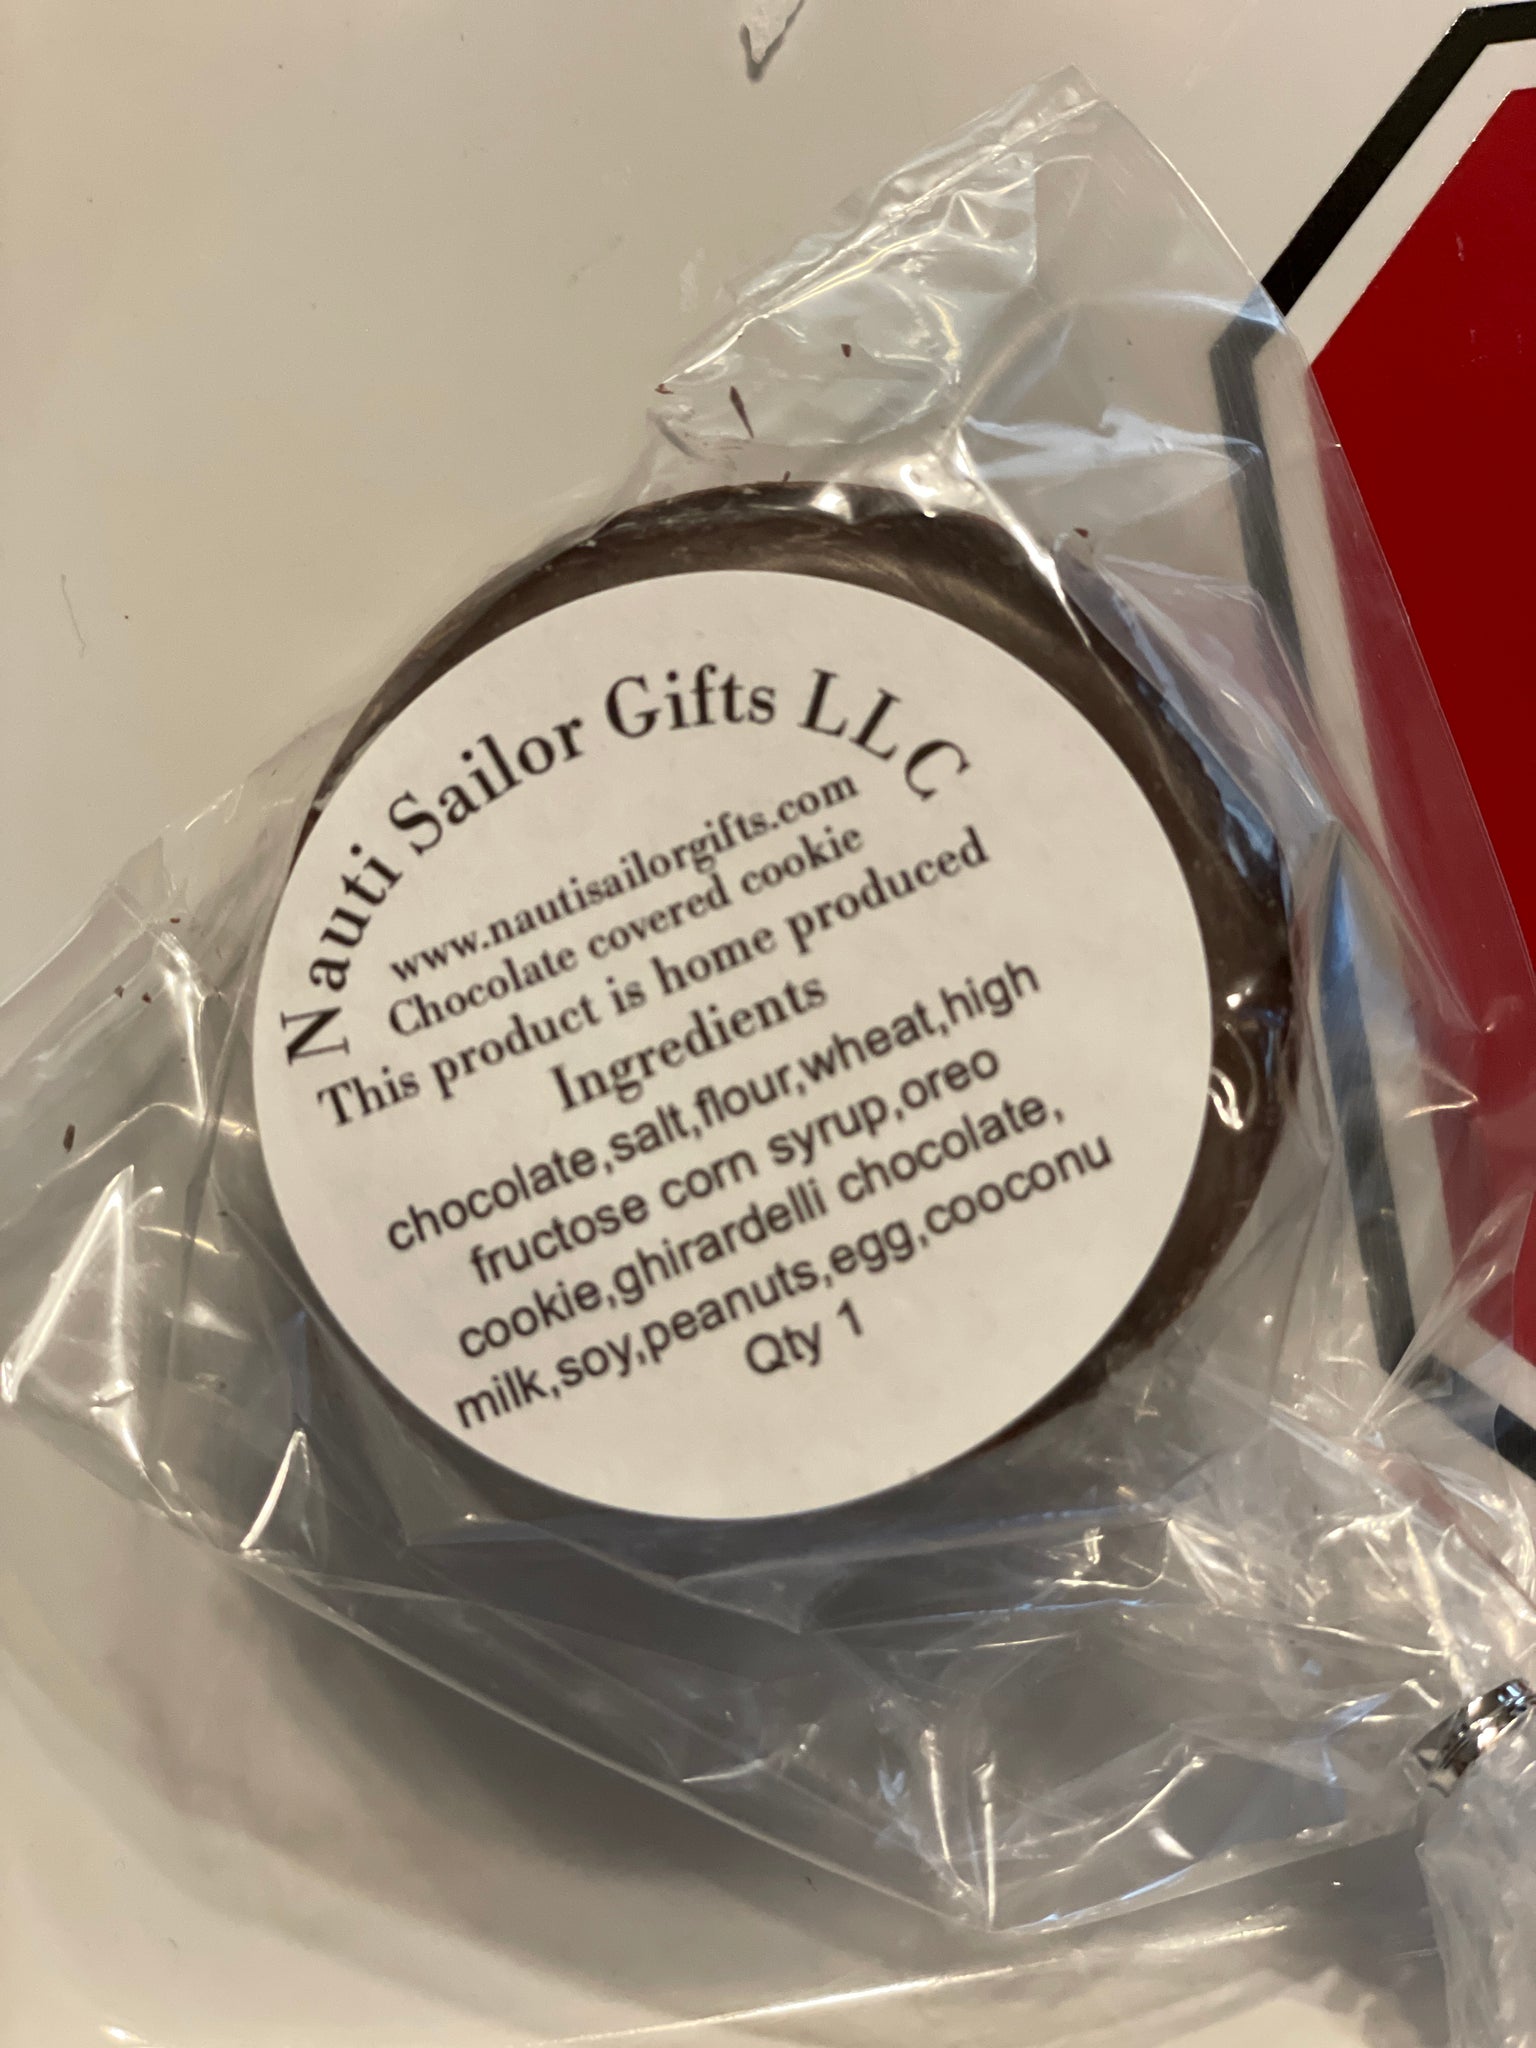 Nauti Sailor Gifts LLC
www.nautisailorgifts.com
Chocolate covered cookie
This product is home produced
Ingredients
chocolate,salt,flour,wheat,high
fructose corn syrup,oreo
cookie,ghirardelli chocolate,
milk,soy,peanuts,egg,cooconu
Qty 1